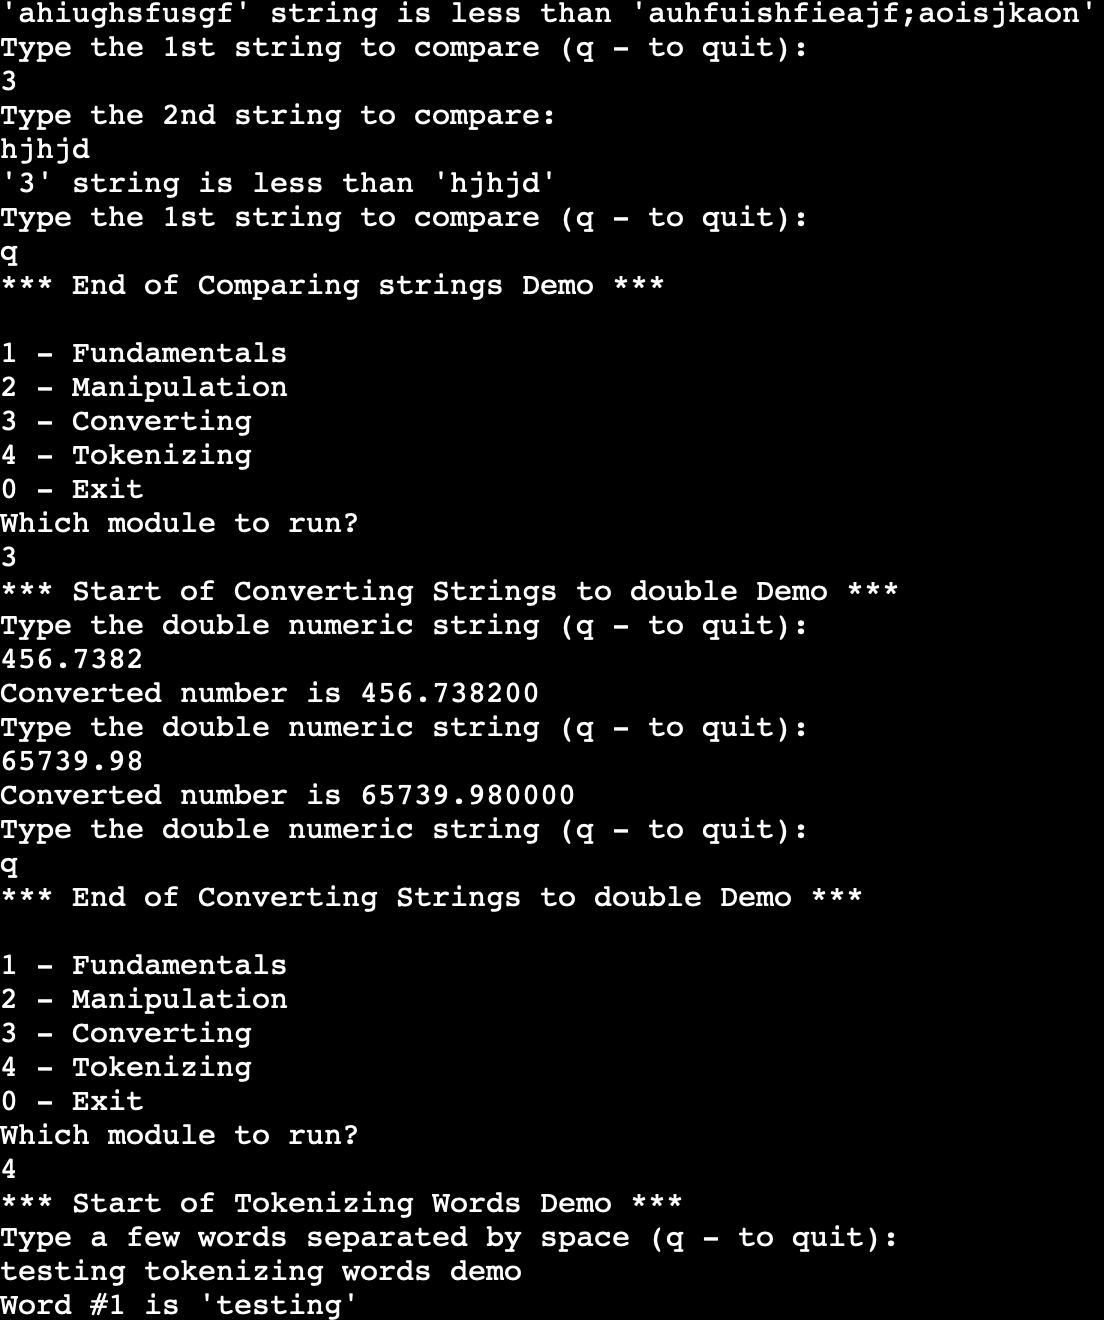 'ahiughsfusgf' string is less than 'auhfuishfieajf;aoisjkaon'
Type the 1st string to compare (q - to quit):
3
Type the 2nd string to compare:
hjhjd
'3' string is less than 'hjhjd'
Type the 1st string to compare (q - to quit):
q
*** End of Comparing strings Demo ***
1 - Fundamentals
2 - Manipulation
3 - Converting
4 - Tokenizing
0 - Exit
Which module to run?
3
*** Start of Converting Strings to double Demo ***
Type the double numeric string (q - to quit):
456.7382
Converted number is 456.738200
Type the double numeric string (q - to quit):
65739.98
Converted number is 65739.980000
Type the double numeric string (q - to quit):
q
*** End of Converting Strings to double Demo ***
1 - Fundamentals
2 - Manipulation
3 - Converting
4 - Tokenizing
0 - Exit
Which module to run?
4
*** Start of Tokenizing Words Demo ***
Type a few words separated by space (q - to quit):
testing tokenizing words demo
Word #1 is 'testing'